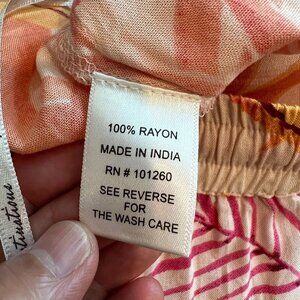 100% RAYON
MADE IN INDIA
RN # 101260
SEE REVERSE
FOR
THE WASH CARE